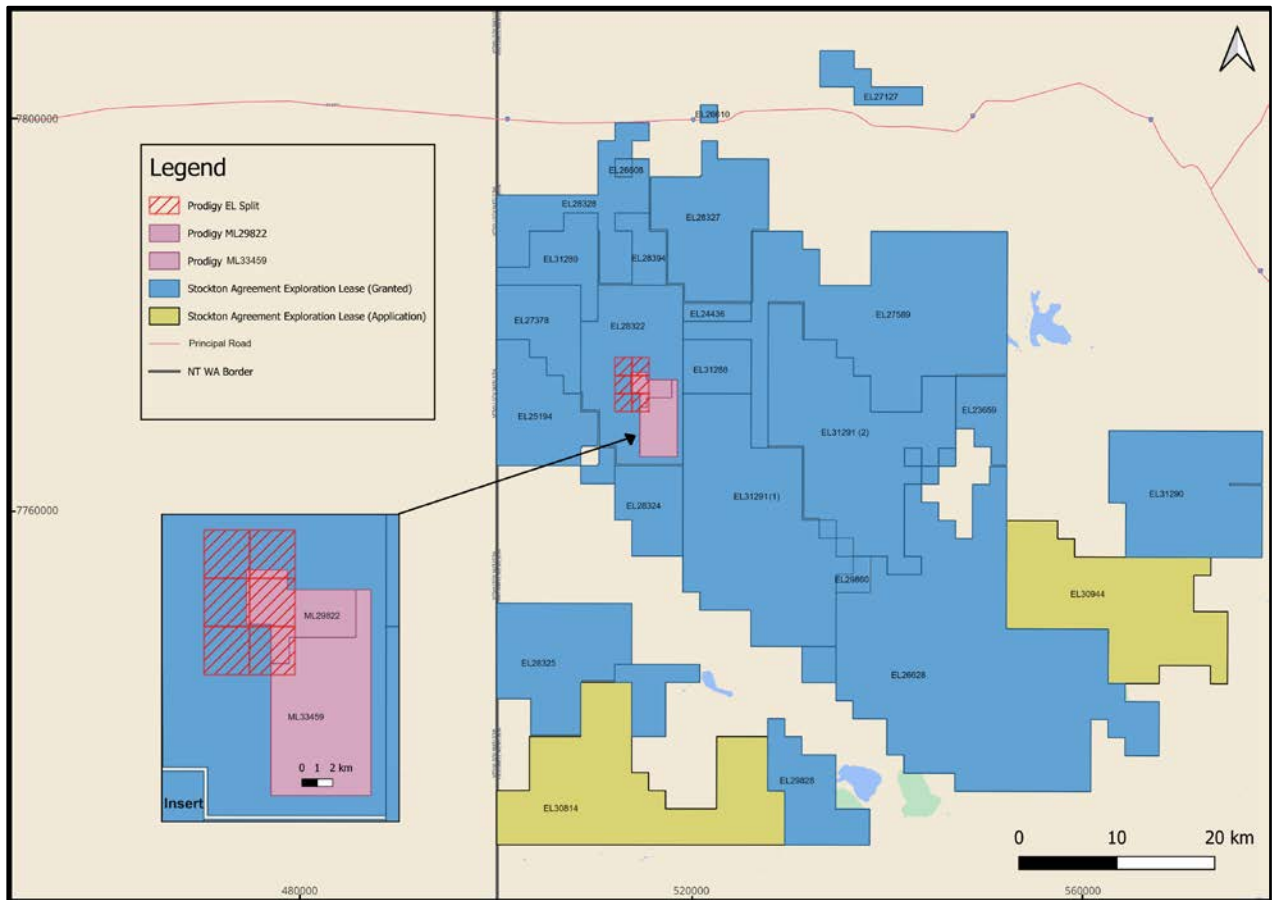 EL27127
EL26610
7800000
Legend
Prodigy EL Split
Prodigy ML29822
Prodigy ML33459
Stockton Agreement Exploration Lease (Granted)
Stockton Agreement Exploration Lease (Application)
Principal Road
NT WA Border
EL26608
EL28328
EL28327
EL31289
EL28394
EL27378
EL28322
EL24436
EL27589
EL31288
EL25194
EL23659
EL31291 (2)
EL31291(1)
EL31290
7760000
EL28324
EL29860
EL30944
ML29822
ML33459
0 1 2 km
Insert
EL28325
EL26628
EL29828
EL30814
0 10 20 km
480000
520000
560000